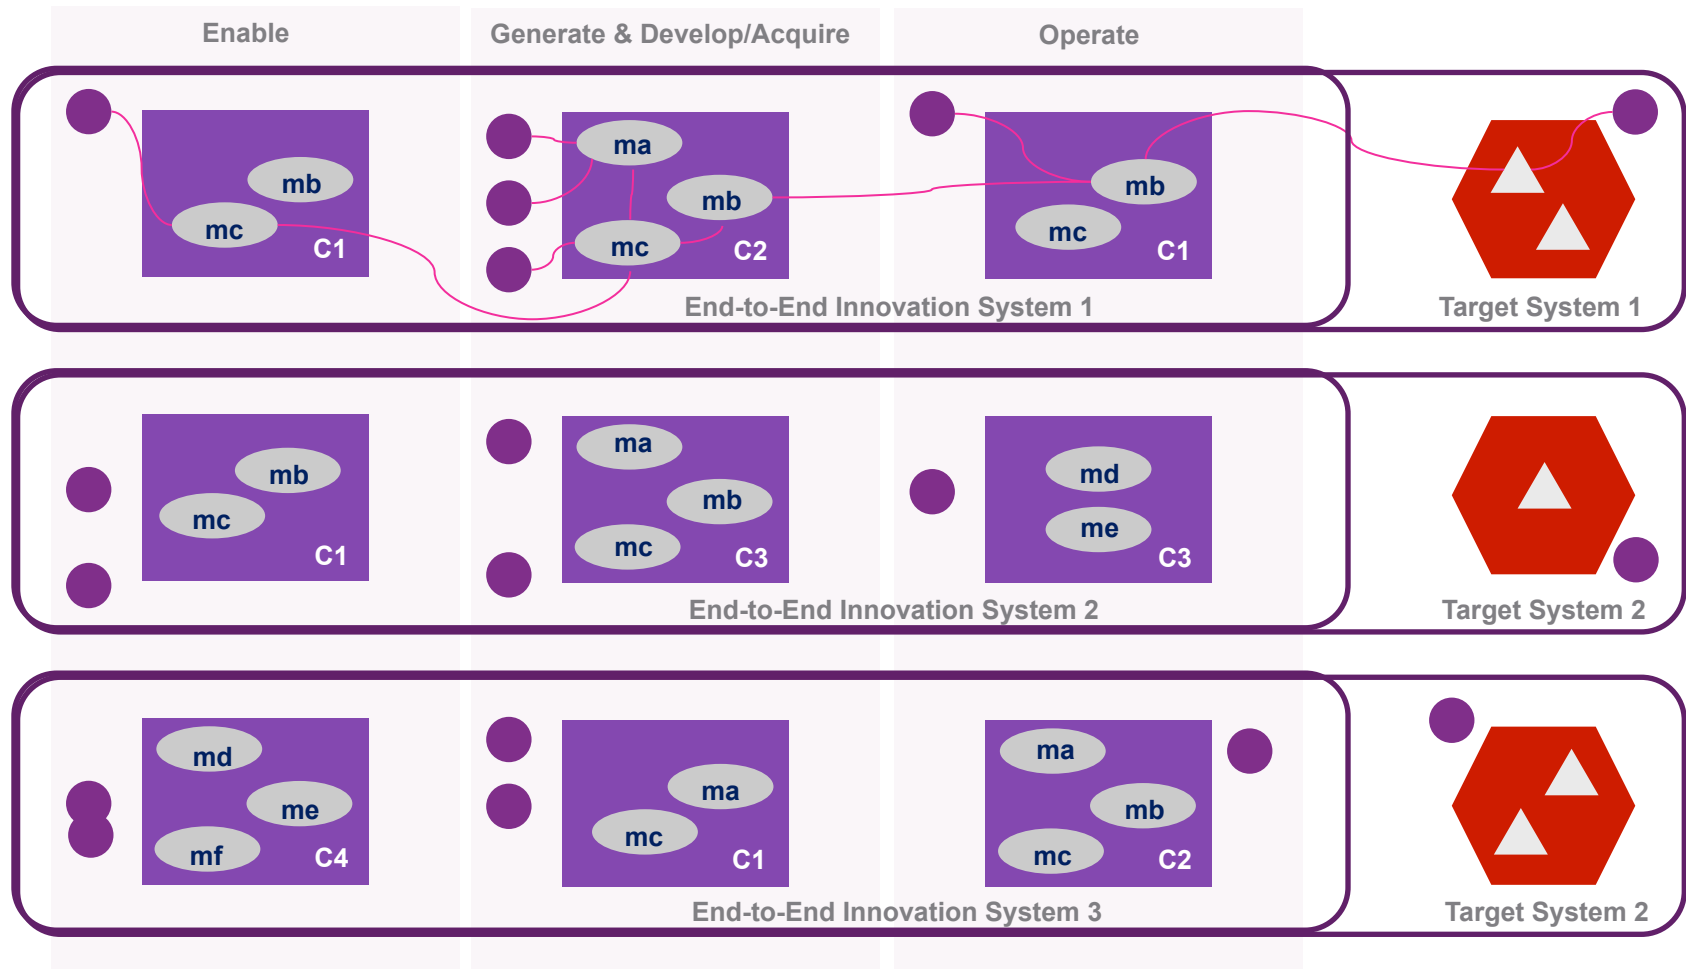 Enable
Generate & Develop/Acquire
Operate
mb
mc
C1
ma
mb
mc
C2
mb
mc
C1
End-to-End Innovation System 1
Target System 1
mb
mc
C1
ma
mb
mc
C3
md
me
C3
End-to-End Innovation System 2
Target System 2
md
me
mf
C4
ma
mc
C1
ma
mb
mc
C2
End-to-End Innovation System 3
Target System 2